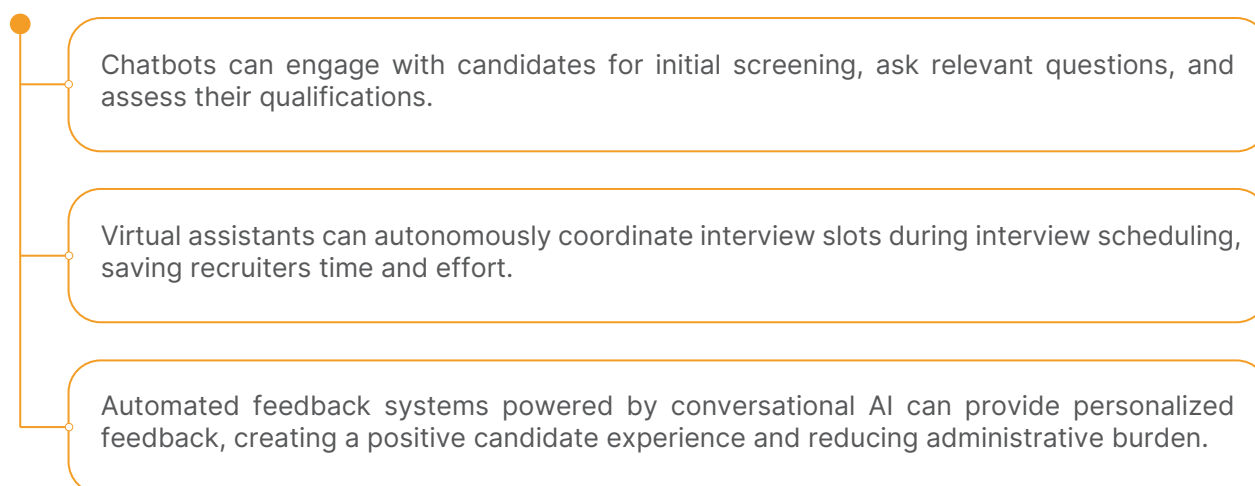 Chatbots can engage with candidates for initial screening, ask relevant questions, and
assess their qualifications.
Virtual assistants can autonomously coordinate interview slots during interview scheduling,
saving recruiters time and effort.
Automated feedback systems powered by conversational AI can provide personalized
feedback, creating a positive candidate experience and reducing administrative burden.